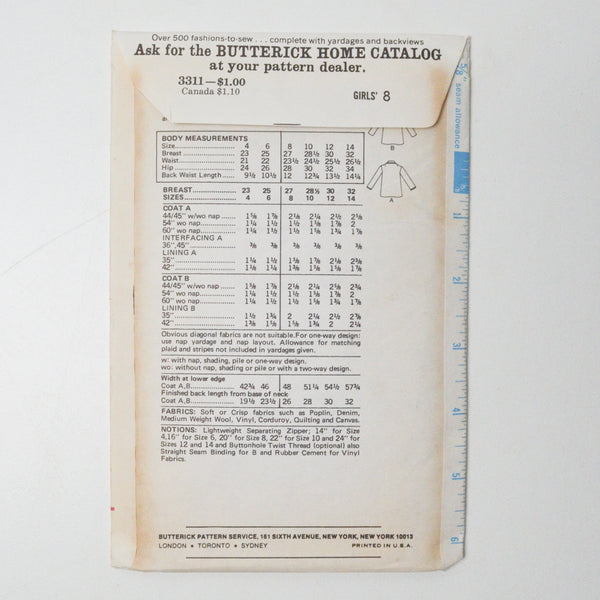 Over 500 fashions-to-sew . . . complete with yardages and backviews
Ask for the BUTTERICK HOME CATALOG
at your pattern dealer.
3311—$1.00
Canada $1.10
GIRLS' 8
5/8" seam allowance
BODY MEASUREMENTS
Size 4 6 8 10 12 14
Breast 23 25 27 28½ 30 32
Waist 21 22 23½ 24½ 25½ 26½
Hip 24 26 28 30 32 34
Back Waist Length 9½ 10½ 12 12¾ 13½ 14¼
B
A
BREAST 23 25 27 28½ 30 32
SIZES 4 6 8 10 12 14
COAT A
44/45" w/wo nap 1⅝ 1⅞ 2⅛ 2¼ 2½ 2⅝
54" wo nap 1¼ 1½ 1½ 1⅝ 1⅞ 2
60" wo nap 1¼ 1½ 1½ 1⅝ 1¾ 1⅞
INTERFACING A
36",45" ⅜ ⅜ ⅜ ⅜ ⅜ ⅜
LINING A
35" 1¼ 1½ 1⅝ 1⅞ 2⅛ 2⅜
42" 1⅜ 1½ 1⅝ 1⅝ 1⅞ 2
COAT B
44/45" w/wo nap 1⅝ 1⅞ 2⅛ 2¼ 2⅝ 2¾
54" wo nap 1¼ 1½ 1½ 1⅝ 1⅞ 2
60" wo nap 1¼ 1½ 1½ 1⅝ 1¾ 2
LINING B
35" 1½ 1¾ 2 2½ 2¾ 2⅞
42" 1⅜ 1⅝ 1½ 1¾ 2 2¼
Obvious diagonal fabrics are not suitable.For one-way design:
use nap yardage and nap layout. Allowance for matching
plaid and stripes not included in yardages given.
w: with nap, shading, pile or one-way design.
wo: without nap, shading or pile or with a two-way design.
Width at lower edge
Coat A,B 42¾ 46 48 51¼ 54½ 57¾
Finished back length from base of neck
Coat A,B 19½ 23½ 26 28 30 32
FABRICS: Soft or Crisp fabrics such as Poplin, Denim,
Medium Weight Wool, Vinyl, Corduroy, Quilting and Canvas.
NOTIONS: Lightweight Separating Zipper; 14" for Size
4,16" for Size 6, 20" for Size 8, 22" for Size 10 and 24" for
Sizes 12 and 14 and Buttonhole Twist Thread (optional) also
Straight Seam Binding for B and Rubber Cement for Vinyl
Fabrics.
1
2
3
4
5
6
BUTTERICK PATTERN SERVICE, 161 SIXTH AVENUE, NEW YORK, NEW YORK 10013
LONDON • TORONTO • SYDNEY PRINTED IN U.S.A.